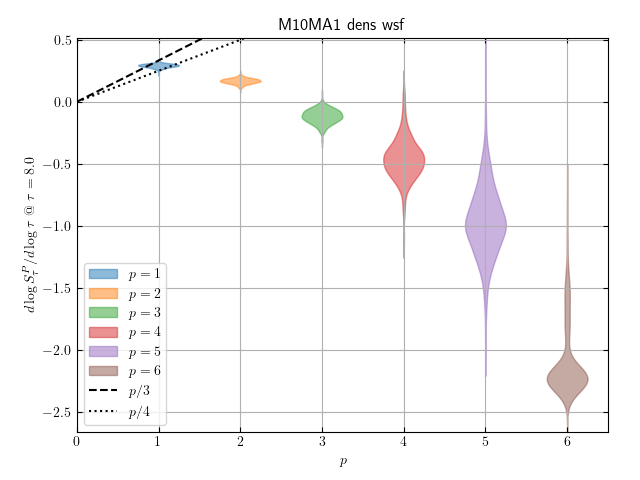 M10MA1 dens wsf
d log S_τ^P / d log τ @ τ = 8.0
0.5
0.0
−0.5
−1.0
−1.5
−2.0
−2.5
p = 1
p = 2
p = 3
p = 4
p = 5
p = 6
p/3
p/4
0 1 2 3 4 5 6
p